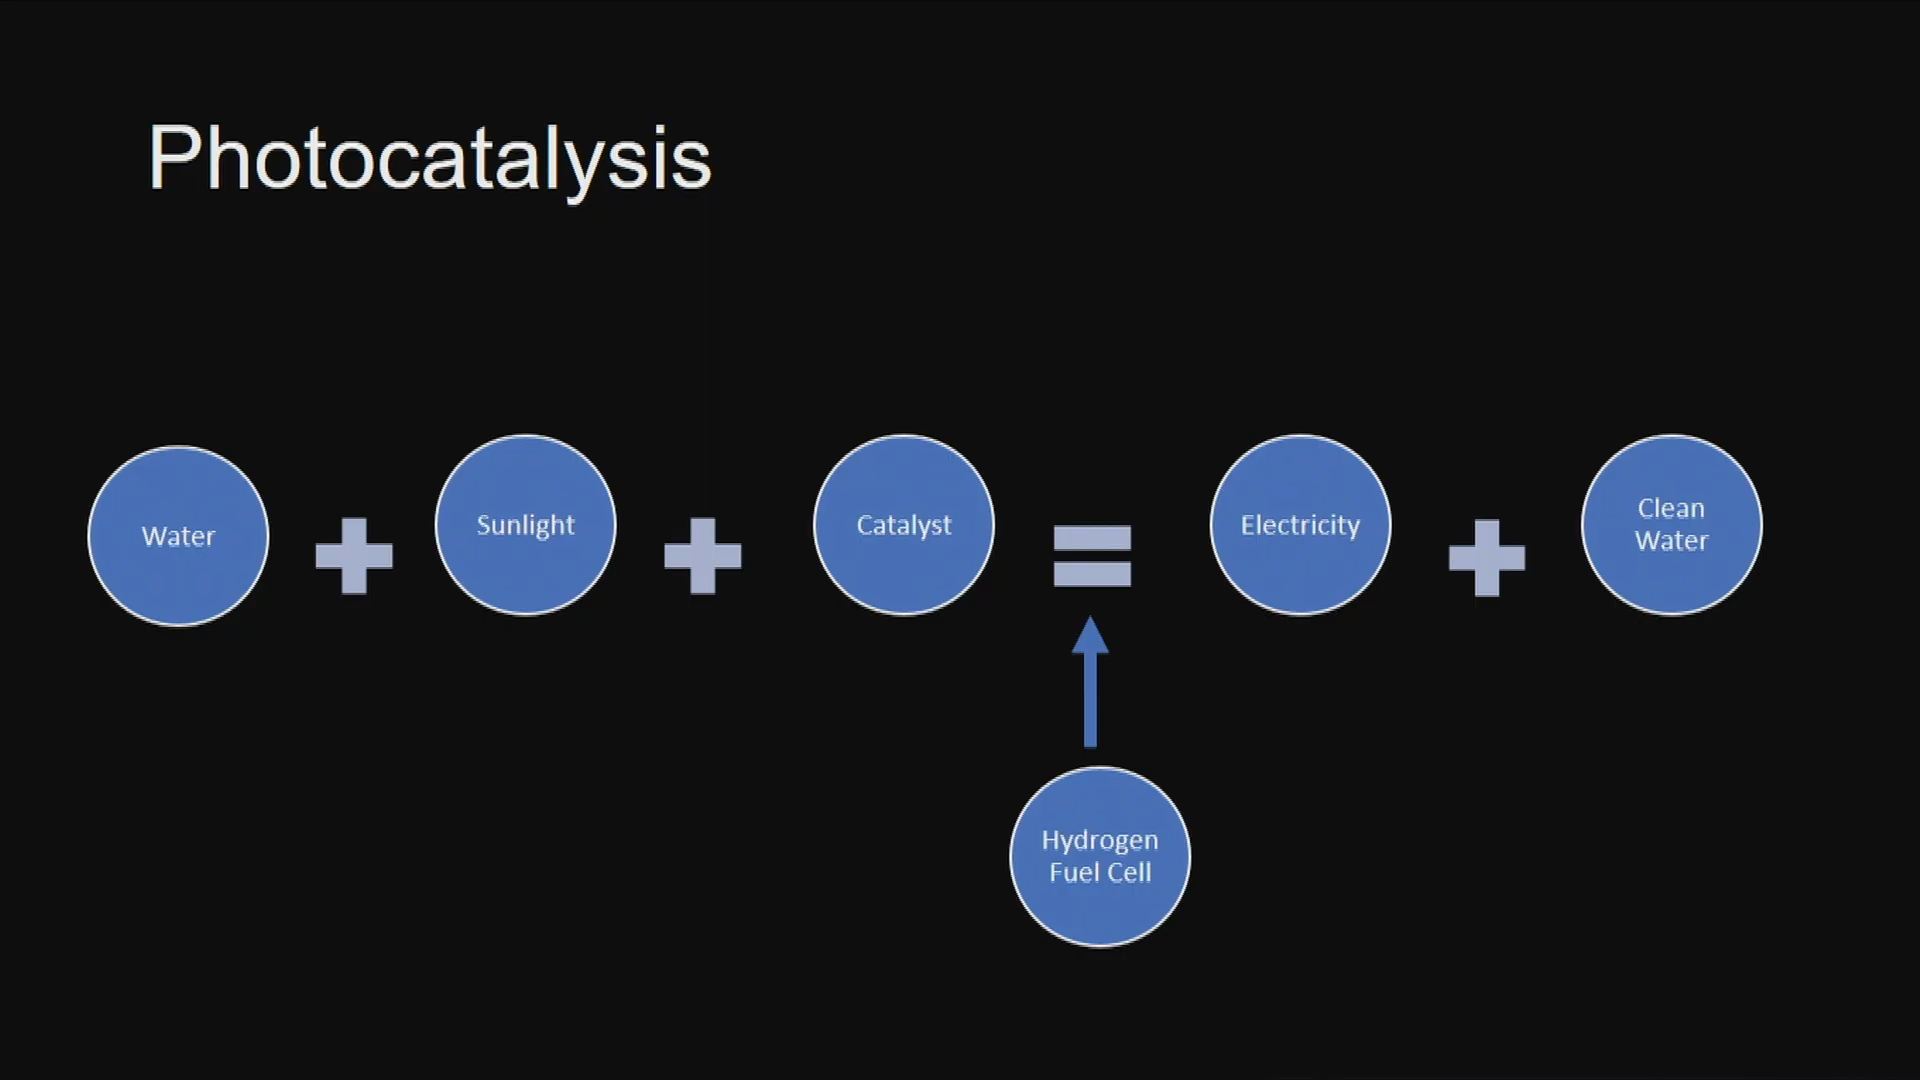 Photocatalysis
Water
Sunlight
Catalyst
Electricity
Clean
Water
Hydrogen
Fuel Cell